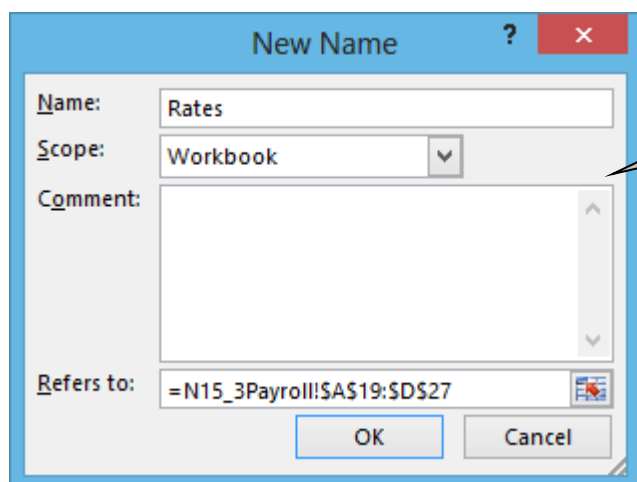 New Name ?
Name: Rates
Scope: Workbook
Comment:
Refers to: =N15_3Payroll!$A$19:$D$27
OK Cancel